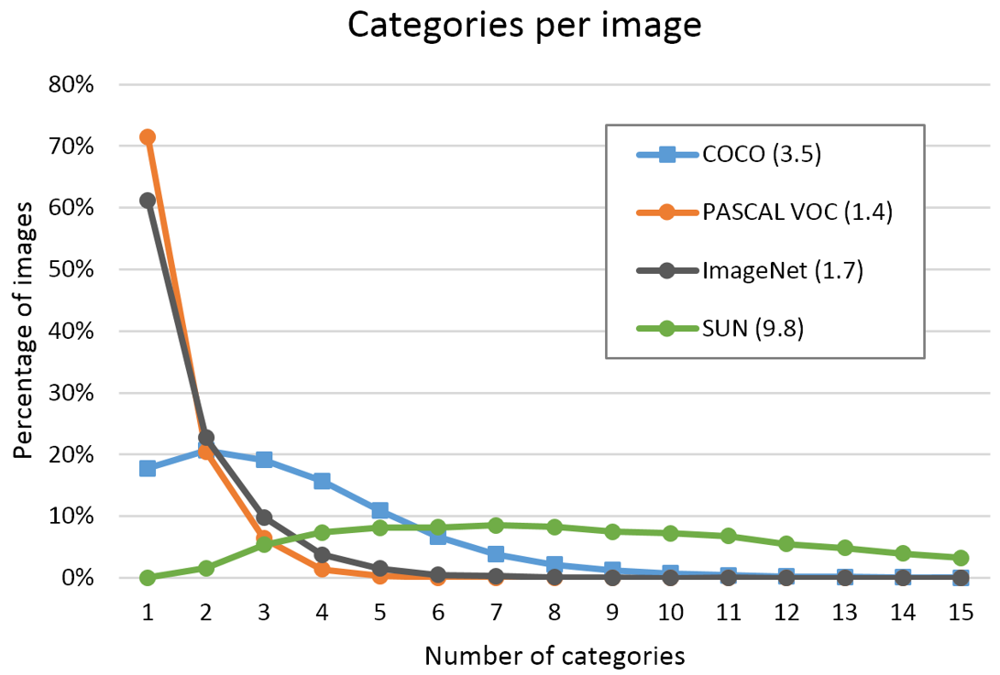 Categories per image
80%
70%
60%
50%
40%
30%
20%
10%
0%
Percentage of images
COCO (3.5)
PASCAL VOC (1.4)
ImageNet (1.7)
SUN (9.8)
1 2 3 4 5 6 7 8 9 10 11 12 13 14 15
Number of categories